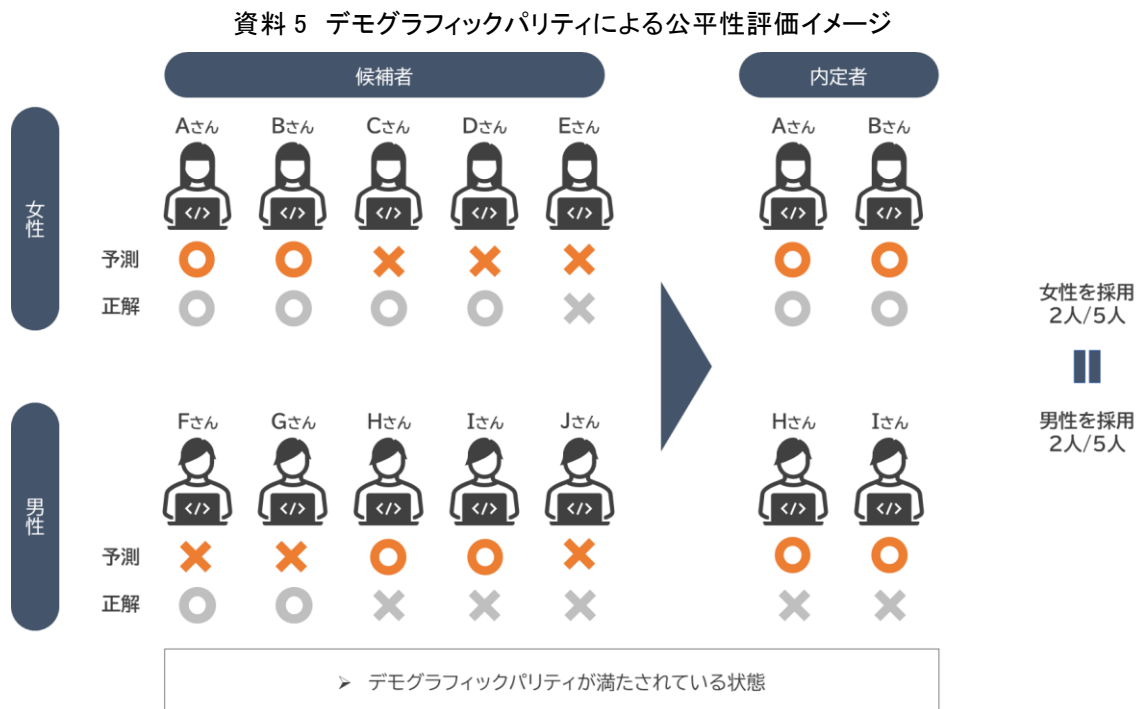 資料 5 デモグラフィックパリティによる公平性評価イメージ
候補者
内定者
女性
Aさん Bさん Cさん Dさん Eさん
</> </> </> </> </>
予測 ○ ○ × × ×
正解 ○ ○ ○ ○ ×
Aさん Bさん
</> </>
○ ○
○ ○
男性
Fさん Gさん Hさん Iさん Jさん
</> </> </> </> </>
予測 × × ○ ○ ×
正解 ○ ○ × × ×
Hさん Iさん
</> </>
○ ○
× ×
女性を採用
2人/5人
男性を採用
2人/5人
➢ デモグラフィックパリティが満たされている状態